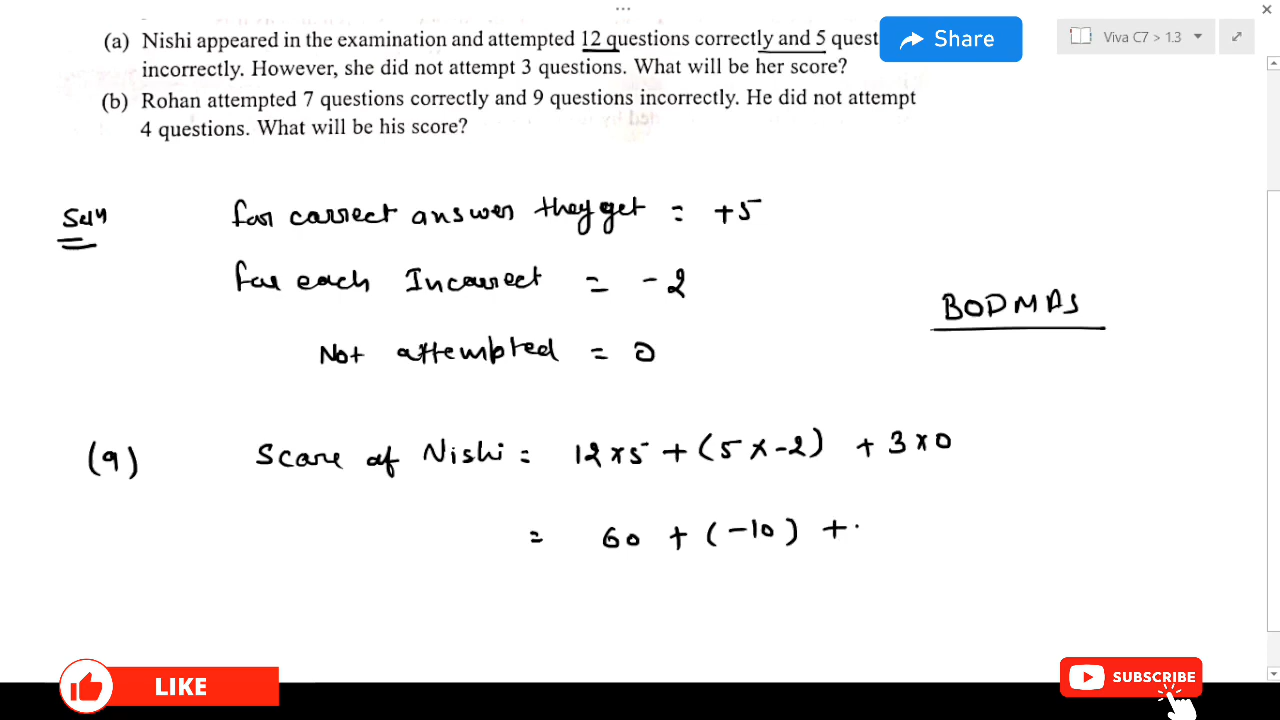 (a) Nishi appeared in the examination and attempted 12 questions correctly and 5 quest
incorrectly. However, she did not attempt 3 questions. What will be her score?
(b) Rohan attempted 7 questions correctly and 9 questions incorrectly. He did not attempt
4 questions. What will be his score?
Share
Viva C7 > 1.3
Soln
for correct answer they get = +5
for each Incorrect = -2
BODMAS
Not attempted = 0
(a) Score of Nishi = 12 × 5 + (5 × -2) + 3 × 0
= 60 + (-10) +
LIKE
SUBSCRIBE